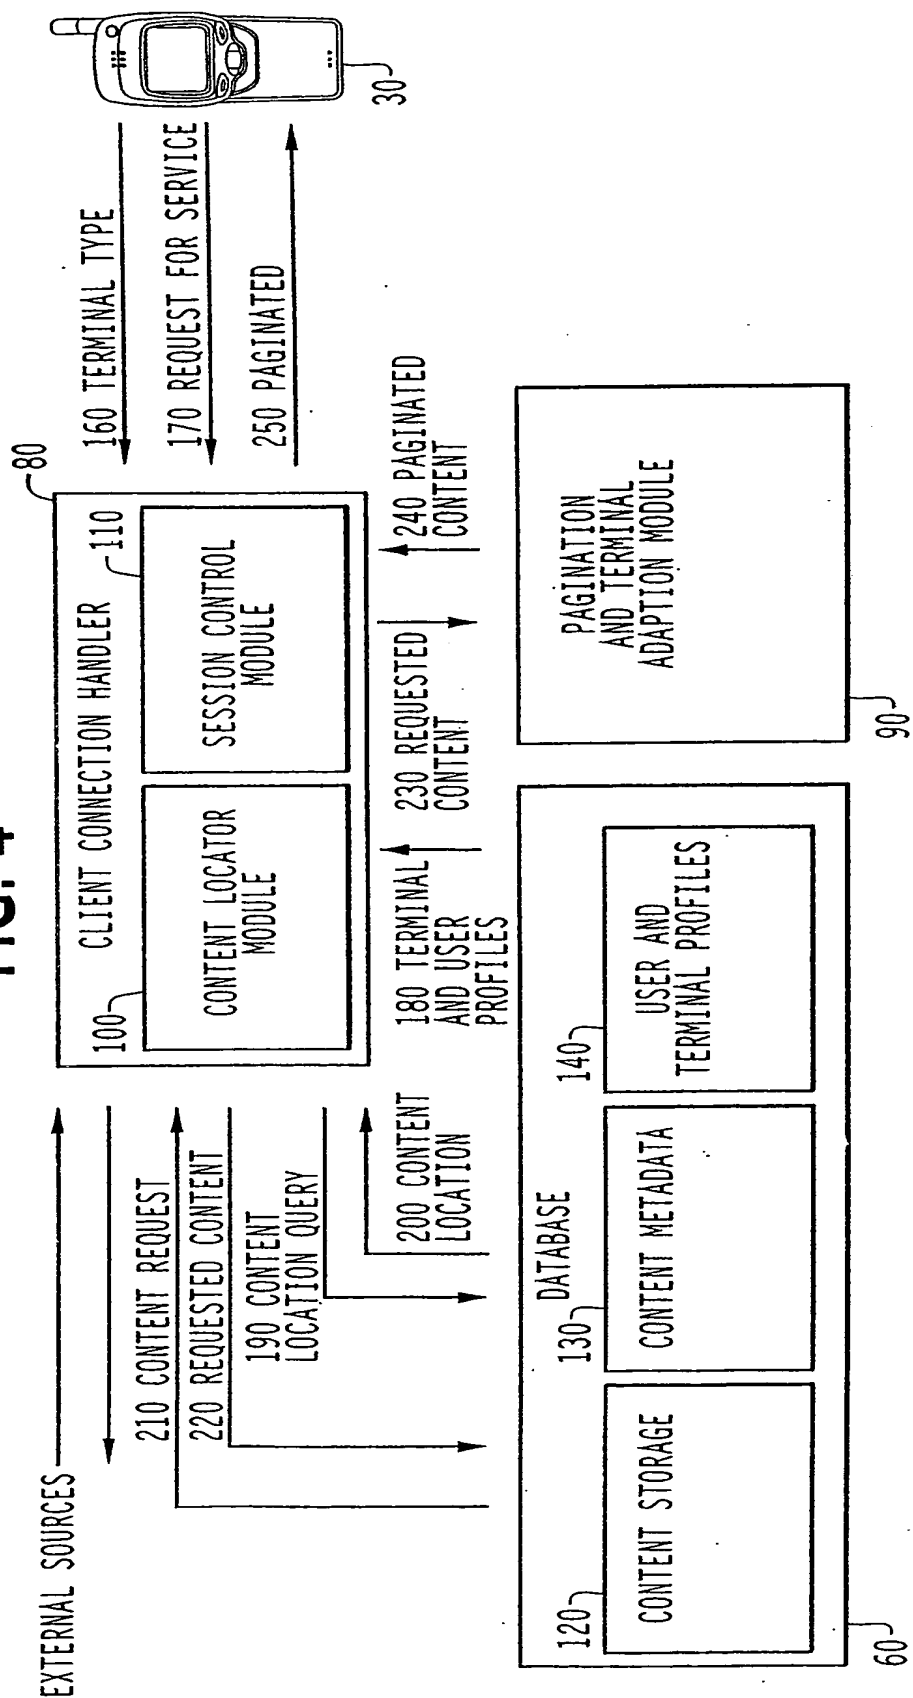 FIG. 4
EXTERNAL SOURCES
80
CLIENT CONNECTION HANDLER
100
CONTENT LOCATOR
MODULE
110
SESSION CONTROL
MODULE
160 TERMINAL TYPE
170 REQUEST FOR SERVICE
250 PAGINATED
30
210 CONTENT REQUEST
220 REQUESTED CONTENT
190 CONTENT
LOCATION QUERY
200 CONTENT
LOCATION
180 TERMINAL
AND USER
PROFILES
230 REQUESTED
CONTENT
240 PAGINATED
CONTENT
DATABASE
120
CONTENT STORAGE
130
CONTENT METADATA
140
USER AND
TERMINAL PROFILES
60
PAGINATION
AND TERMINAL
ADAPTION MODULE
90